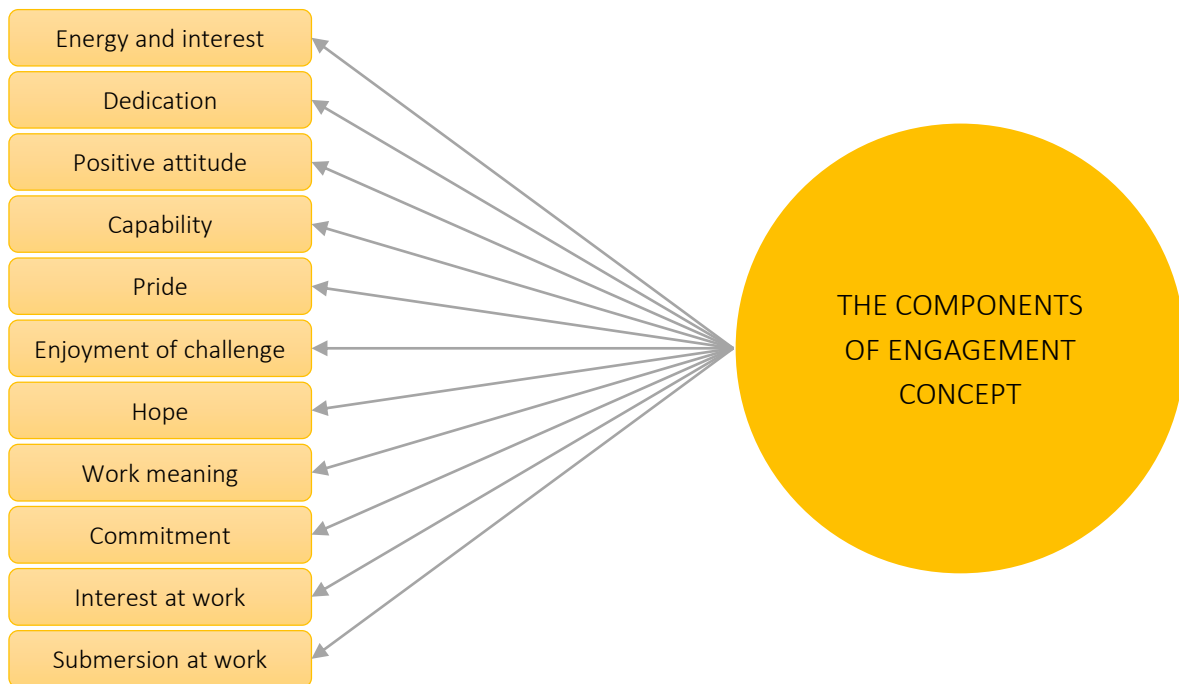 Energy and interest
Dedication
Positive attitude
Capability
Pride
Enjoyment of challenge
Hope
Work meaning
Commitment
Interest at work
Submersion at work
THE COMPONENTS
OF ENGAGEMENT
CONCEPT